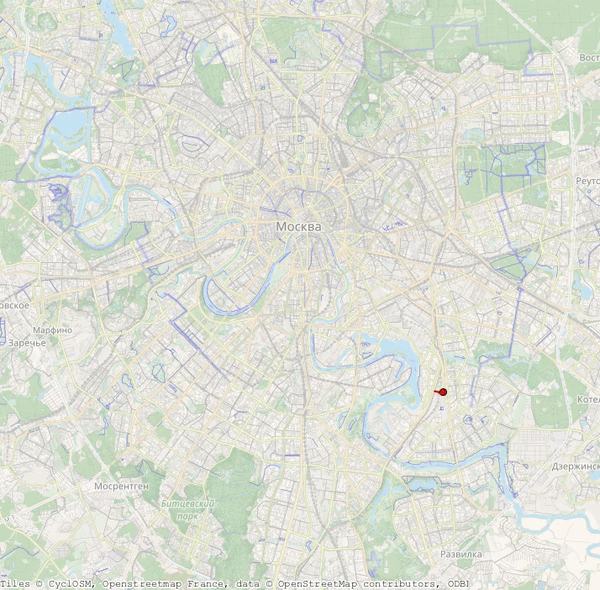 Вост
Реуто
Москва
овское
Марфино
Заречье
Котел
Дзержинск
Мосрентген
Битцевский
парк
Развилка
Tiles © CyclOSM, Openstreetmap France, data © OpenStreetMap contributors, ODBl